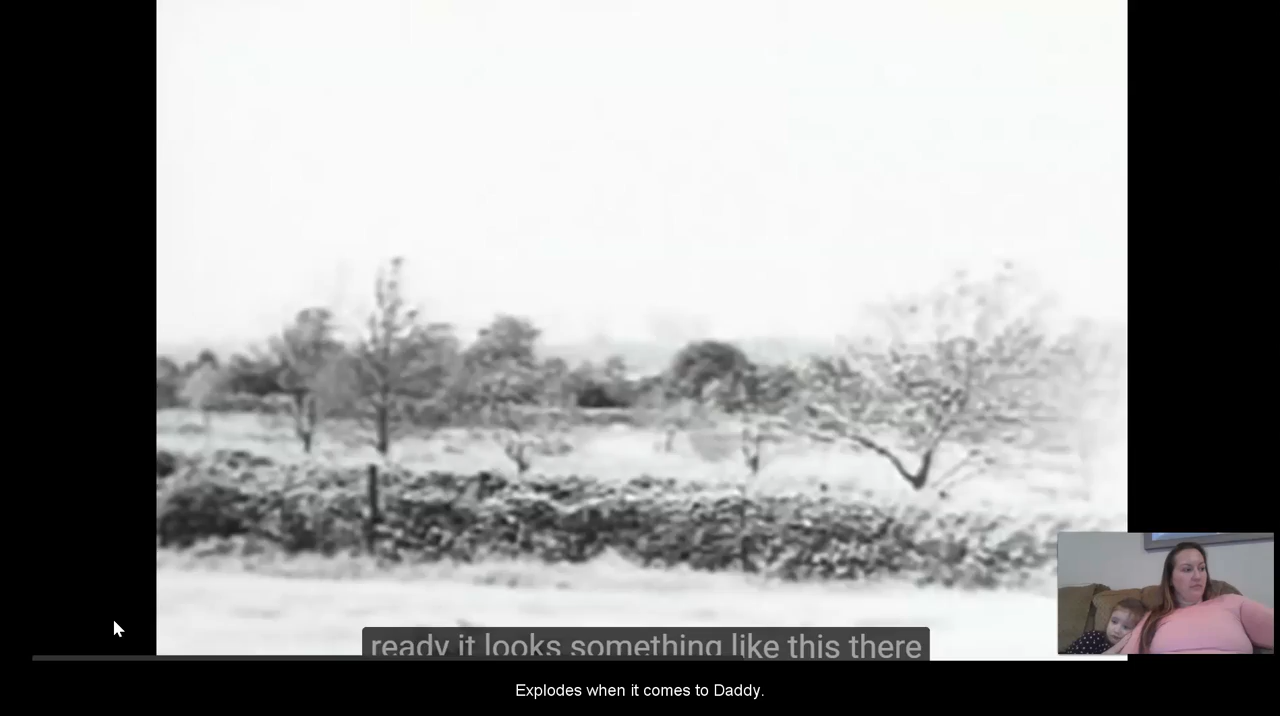 ready it looks something like this there
Explodes when it comes to Daddy.